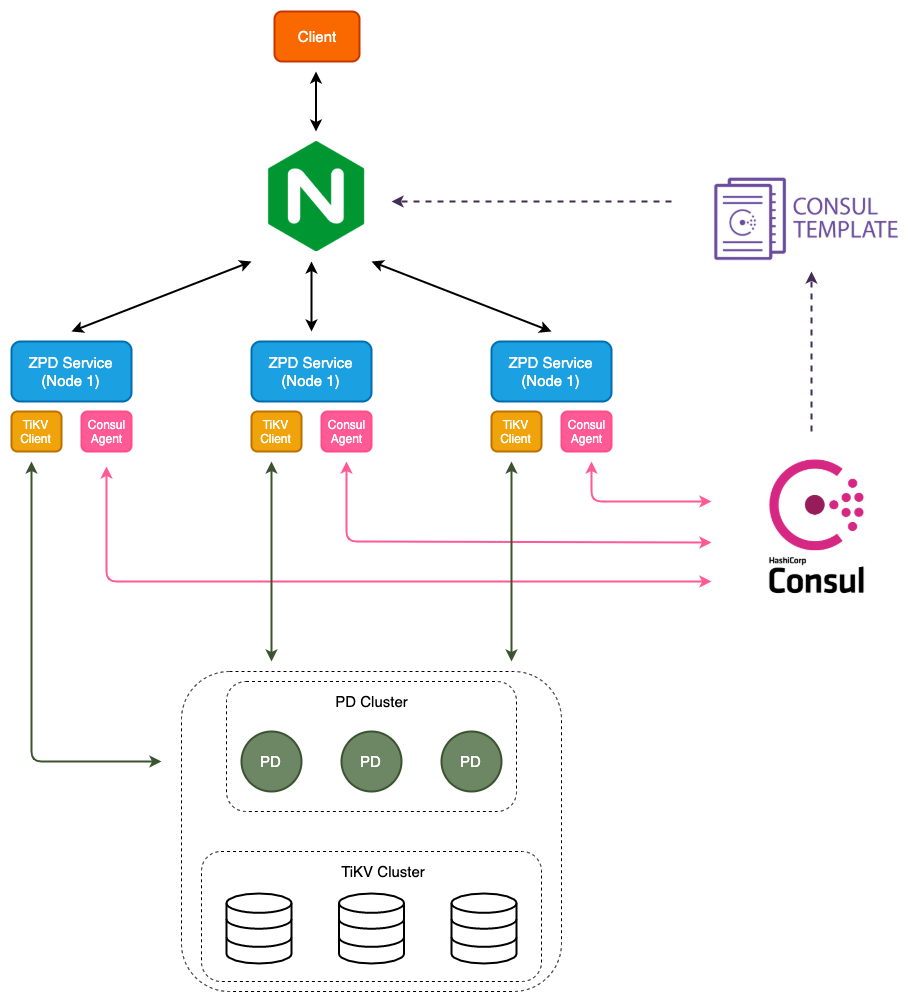 Client
N
CONSUL
TEMPLATE
ZPD Service
(Node 1)
ZPD Service
(Node 1)
ZPD Service
(Node 1)
TiKV
Client
Consul
Agent
TiKV
Client
Consul
Agent
TiKV
Client
Consul
Agent
HashiCorp
Consul
PD Cluster
PD
PD
PD
TiKV Cluster